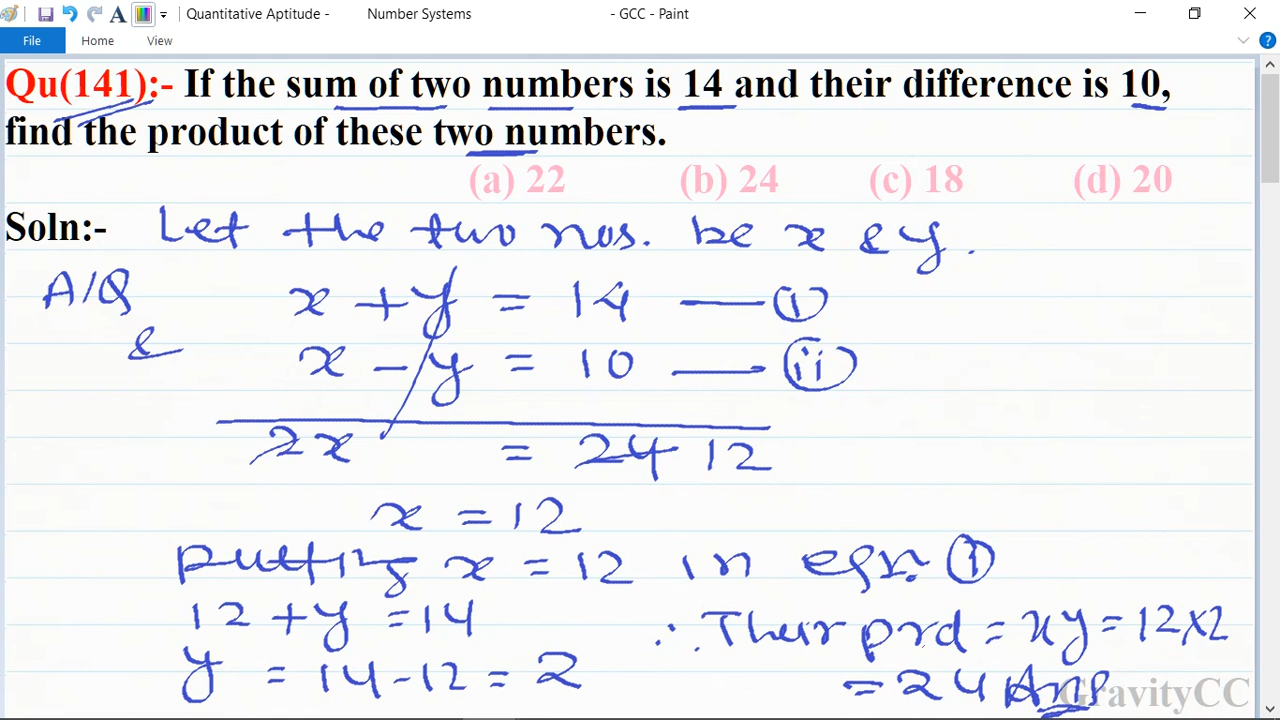 Quantitative Aptitude - Number Systems - GCC - Paint
File Home View
Qu(141):- If the sum of two numbers is 14 and their difference is 10,
find the product of these two numbers.
(a) 22 (b) 24 (c) 18 (d) 20
Soln:- Let the two nos. be x & y.
A/Q x + y = 14 — (i)
& x - y = 10 — (ii)
2x = 24 12
x = 12
putting x = 12 in eqn. (i)
12 + y = 14
y = 14 - 12 = 2
∴ Their prd = xy = 12 x 2
= 24 Ans
GravityCC